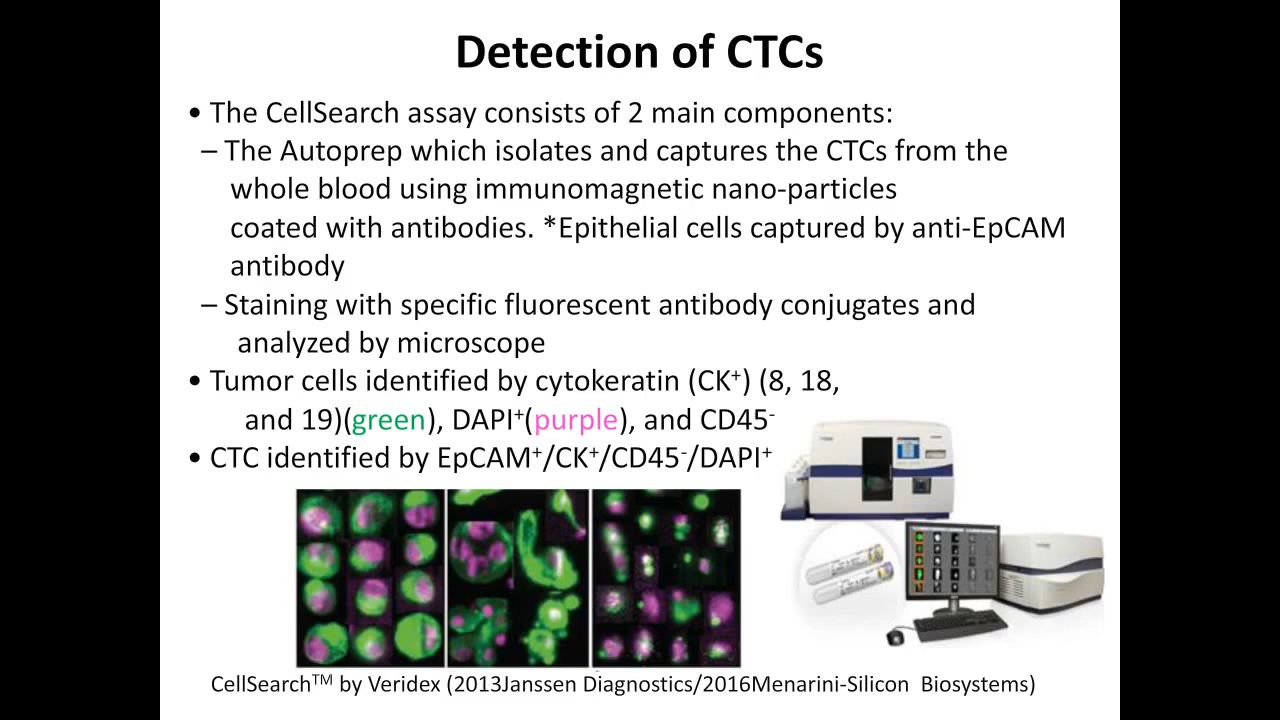 Detection of CTCs
• The CellSearch assay consists of 2 main components:
– The Autoprep which isolates and captures the CTCs from the
whole blood using immunomagnetic nano-particles
coated with antibodies. *Epithelial cells captured by anti-EpCAM
antibody
– Staining with specific fluorescent antibody conjugates and
analyzed by microscope
• Tumor cells identified by cytokeratin (CK⁺) (8, 18,
and 19)(green), DAPI⁺(purple), and CD45⁻
• CTC identified by EpCAM⁺/CK⁺/CD45⁻/DAPI⁺
CellSearch™ by Veridex (2013Janssen Diagnostics/2016Menarini-Silicon Biosystems)